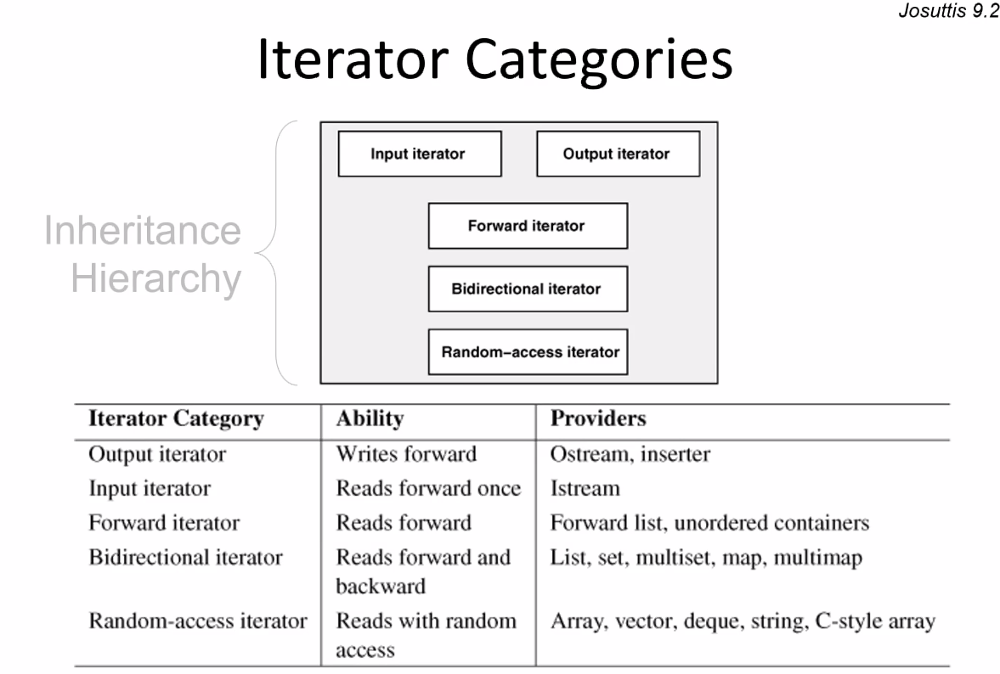 Josuttis 9.2
Iterator Categories
Input iterator Output iterator
Forward iterator
Inheritance
Hierarchy
Bidirectional iterator
Random-access iterator
Iterator Category Ability Providers
Output iterator Writes forward Ostream, inserter
Input iterator Reads forward once Istream
Forward iterator Reads forward Forward list, unordered containers
Bidirectional iterator Reads forward and List, set, multiset, map, multimap
backward
Random-access iterator Reads with random Array, vector, deque, string, C-style array
access